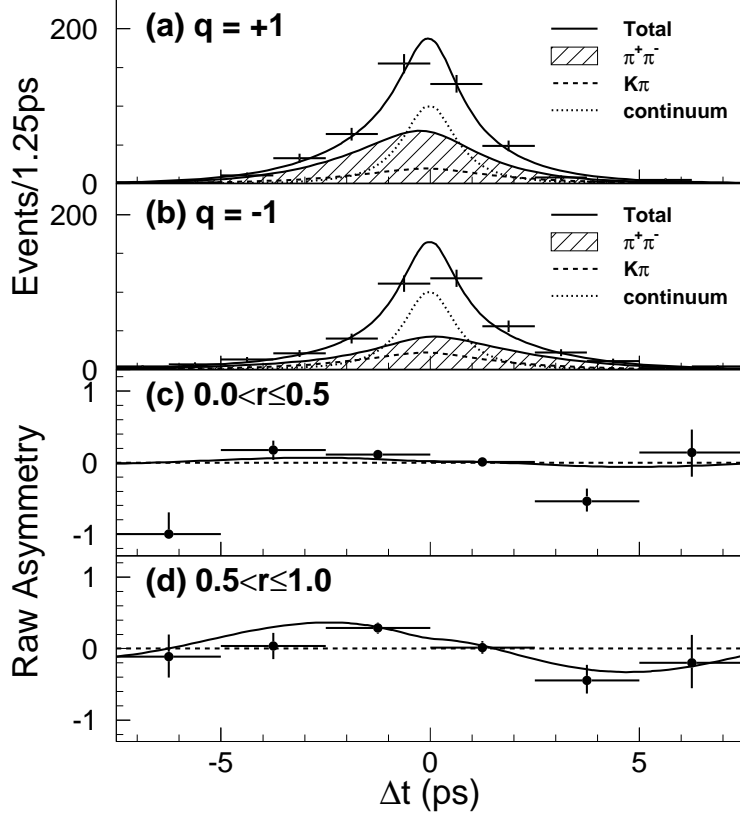 200
(a) q = +1
Total
π⁺π⁻
Kπ
continuum
0
200
(b) q = -1
Total
π⁺π⁻
Kπ
continuum
0
Events/1.25ps
1
(c) 0.0<r≤0.5
0
-1
1
(d) 0.5<r≤1.0
0
-1
Raw Asymmetry
-5 0 5
Δt (ps)